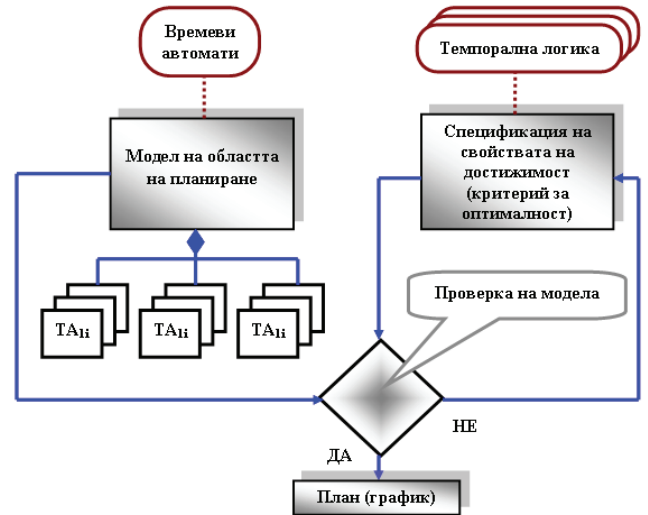 Времеви
автомати
Темпорална логика
Модел на областта
на планиране
Спецификация на
свойствата на
достижимост
(критерий за
оптималност)
TA1i
TA1i
TA1i
Проверка на модела
НЕ
ДА
План (график)